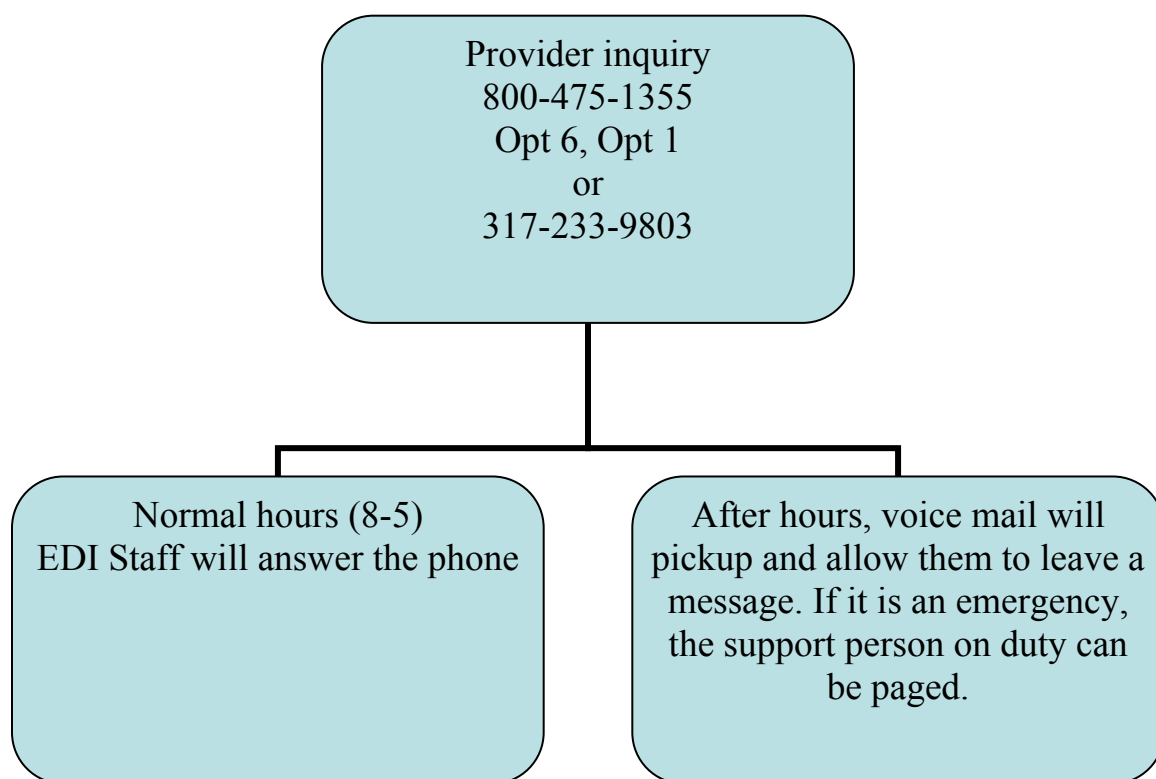 Provider inquiry
800-475-1355
Opt 6, Opt 1
or
317-233-9803
Normal hours (8-5)
EDI Staff will answer the phone
After hours, voice mail will
pickup and allow them to leave a
message. If it is an emergency,
the support person on duty can
be paged.